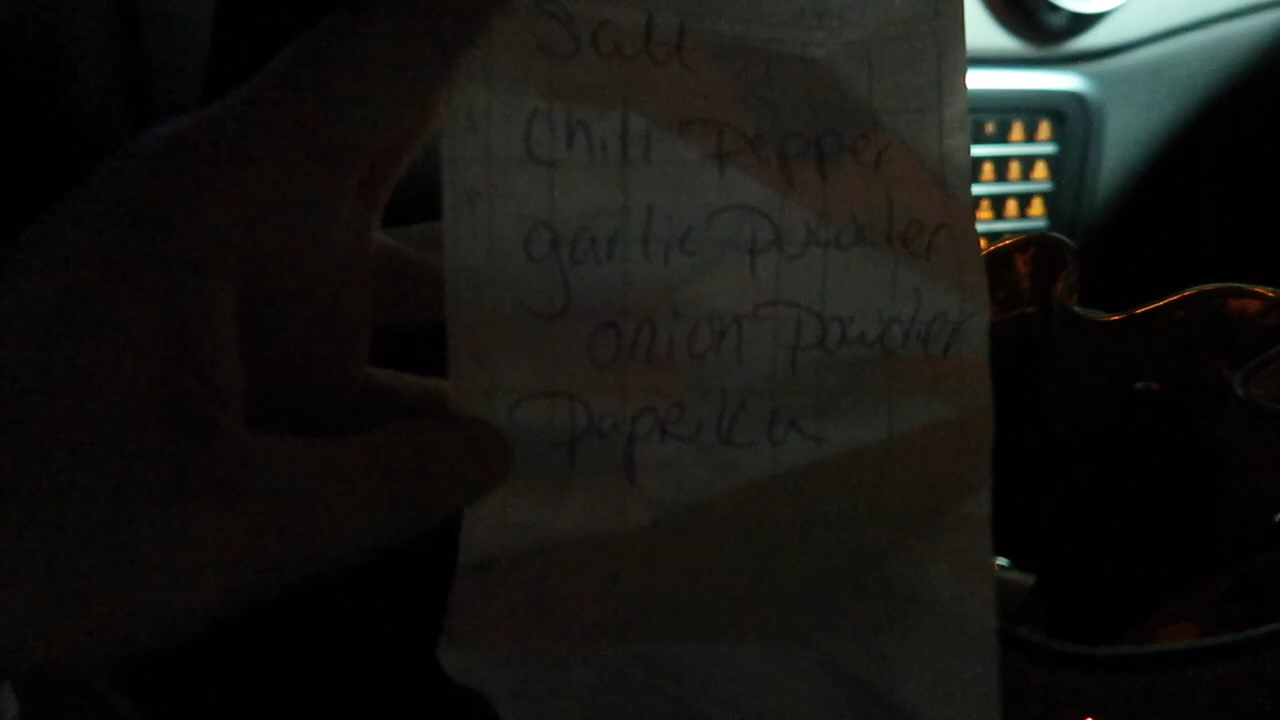 Salt
Chili Pepper
garlic Powder
onion Powder
Paprika